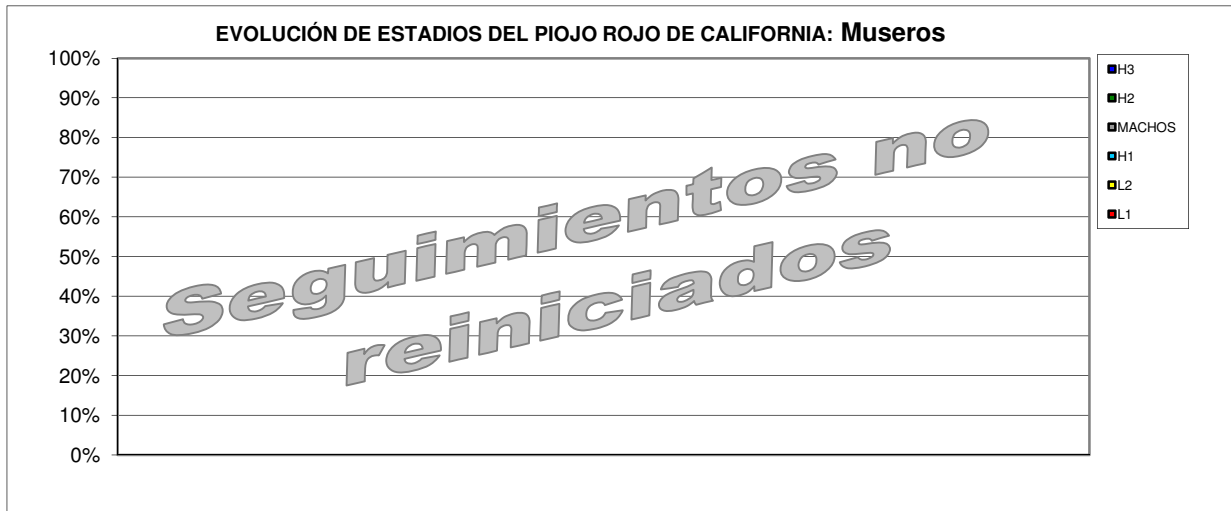 EVOLUCIÓN DE ESTADIOS DEL PIOJO ROJO DE CALIFORNIA: Museros
100%
90%
80%
70%
60%
50%
40%
30%
20%
10%
0%
Seguimientos no
reiniciados
H3
H2
MACHOS
H1
L2
L1